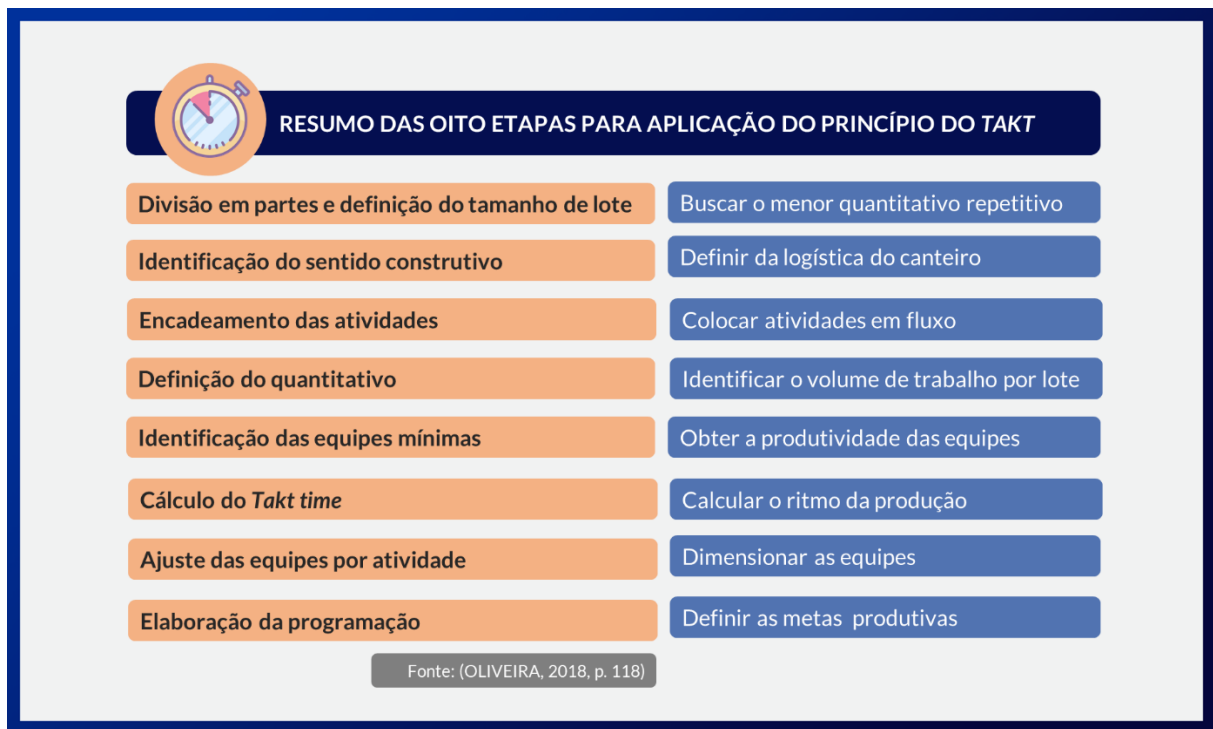 RESUMO DAS OITO ETAPAS PARA APLICAÇÃO DO PRINCÍPIO DO TAKT
Divisão em partes e definição do tamanho de lote
Buscar o menor quantitativo repetitivo
Identificação do sentido construtivo
Definir da logística do canteiro
Encadeamento das atividades
Colocar atividades em fluxo
Definição do quantitativo
Identificar o volume de trabalho por lote
Identificação das equipes mínimas
Obter a produtividade das equipes
Cálculo do Takt time
Calcular o ritmo da produção
Ajuste das equipes por atividade
Dimensionar as equipes
Elaboração da programação
Definir as metas produtivas
Fonte: (OLIVEIRA, 2018, p. 118)